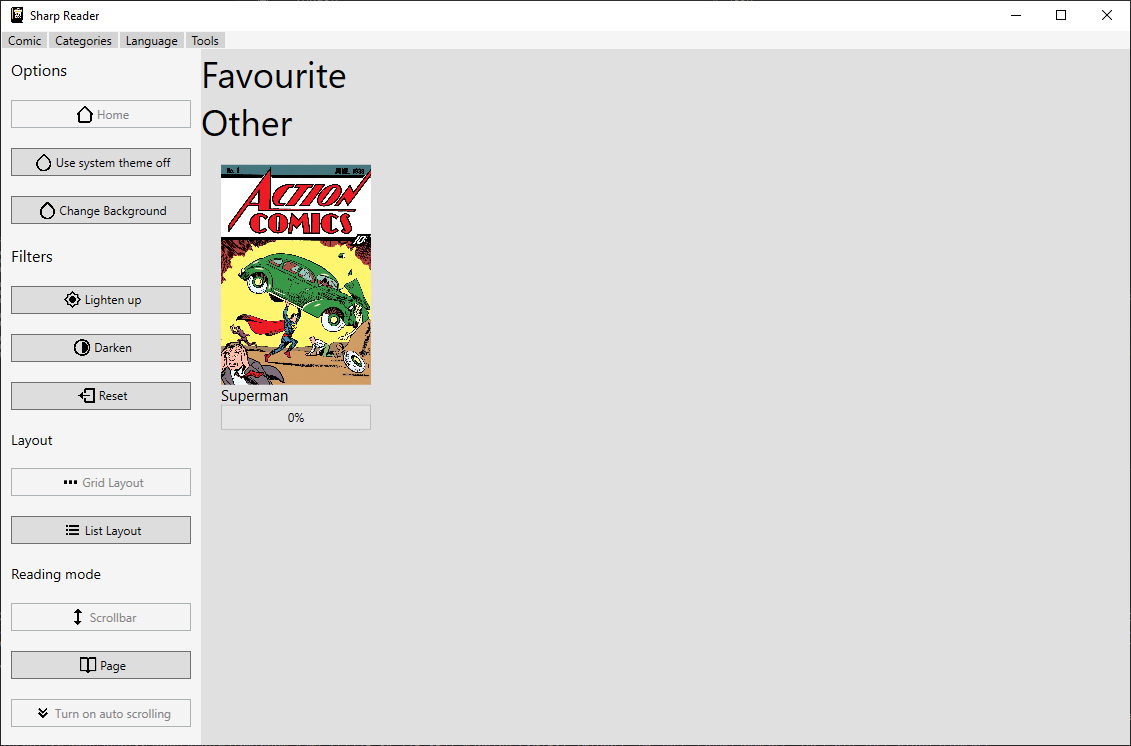 Sharp Reader
Comic Categories Language Tools
Options
Home
Use system theme off
Change Background
Filters
Lighten up
Darken
Reset
Layout
Grid Layout
List Layout
Reading mode
Scrollbar
Page
Turn on auto scrolling
Favourite
Other
No. 1 JUNE, 1938
ACTION
COMICS
10¢
Superman
0%